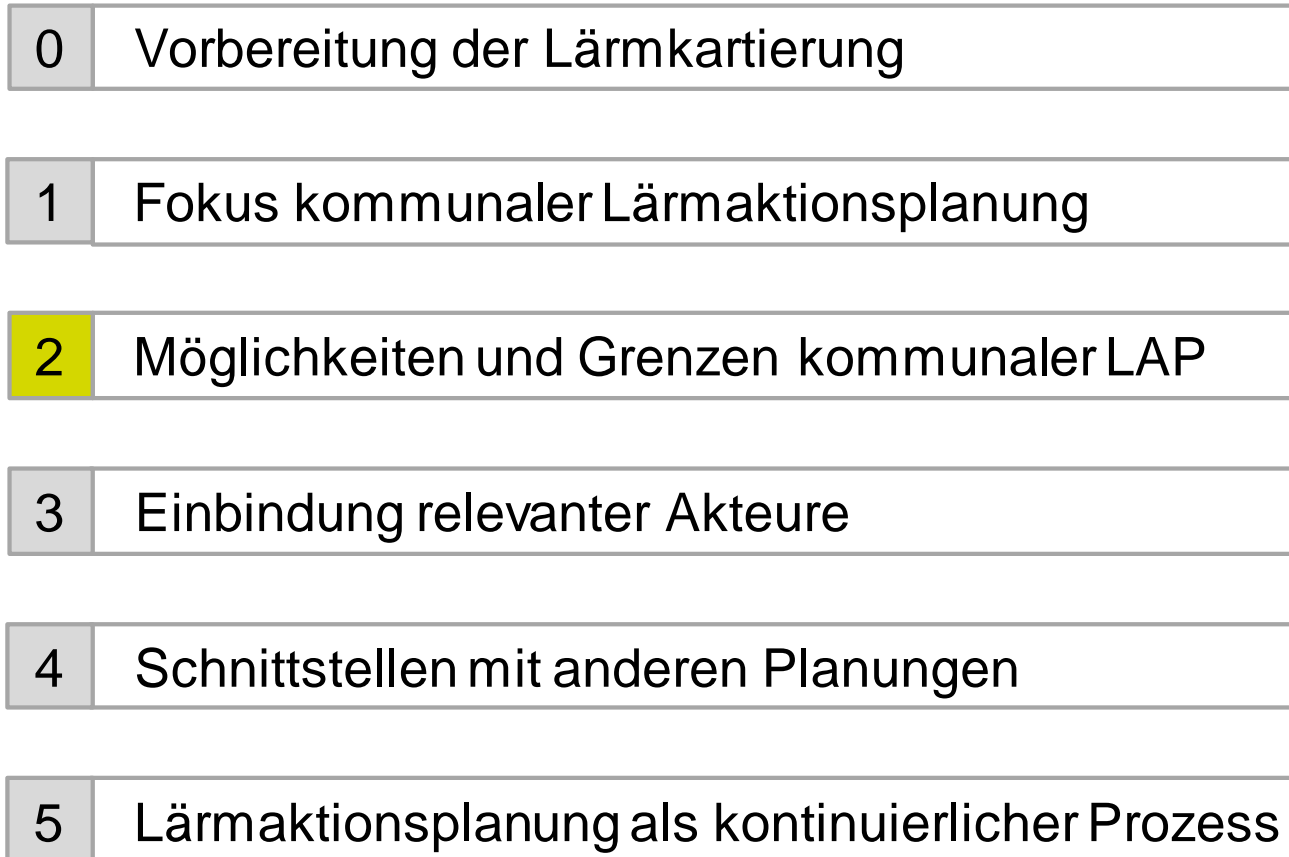 0 Vorbereitung der Lärmkartierung
1 Fokus kommunaler Lärmaktionsplanung
2 Möglichkeiten und Grenzen kommunaler LAP
3 Einbindung relevanter Akteure
4 Schnittstellen mit anderen Planungen
5 Lärmaktionsplanung als kontinuierlicher Prozess